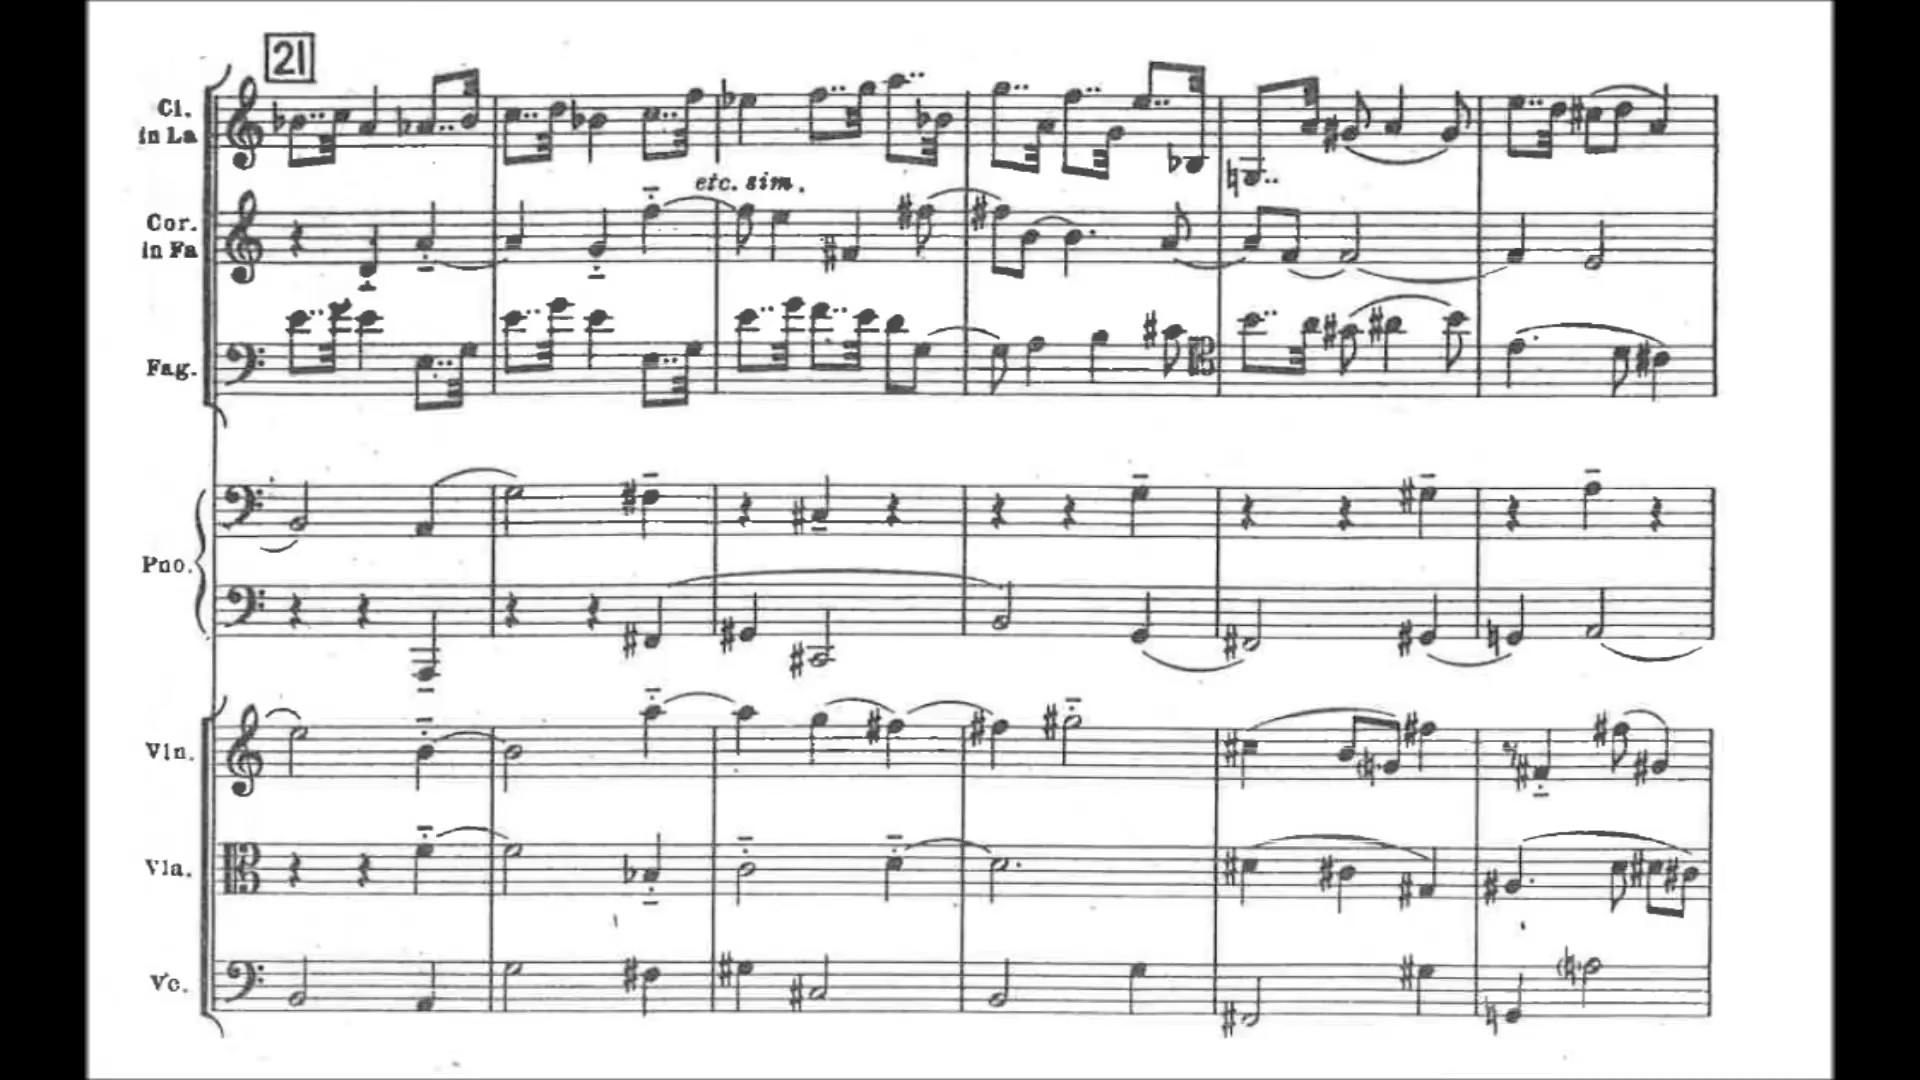 21
Cl.
in La
etc. sim.
Cor.
in Fa
Fag.
Pno.
Vln.
Vla.
Vc.